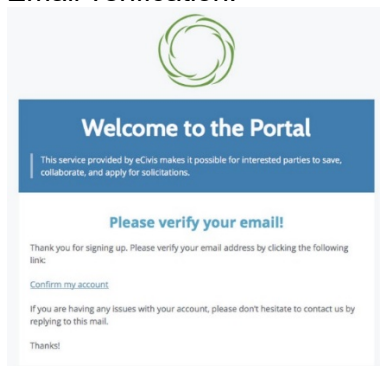 Welcome to the Portal
This service provided by eCivis makes it possible for interested parties to save,
collaborate, and apply for solicitations.
Please verify your email!
Thank you for signing up. Please verify your email address by clicking the following
link:
Confirm my account
If you are having any issues with your account, please don't hesitate to contact us by
replying to this mail.
Thanks!